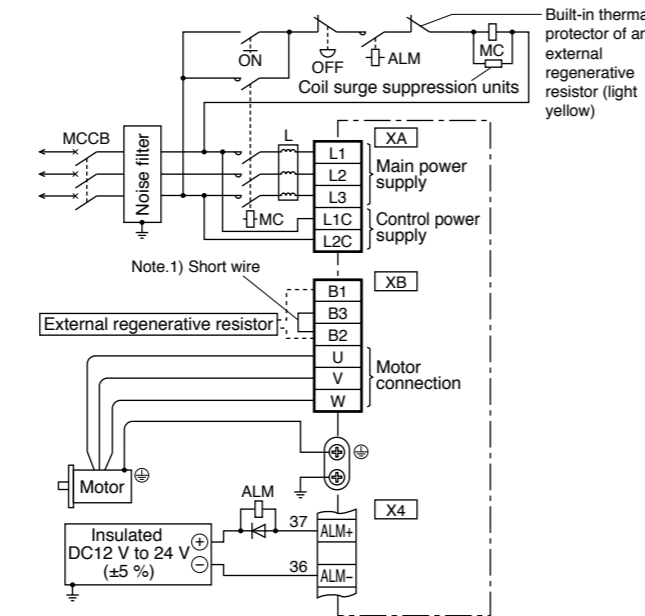 Built-in therma
protector of an
external
regenerative
resistor (light
yellow)
ON
OFF
ALM
MC
Coil surge suppression units
MCCB
Noise filter
L
MC
XA
L1
L2
L3
L1C
L2C
Main power
supply
Control power
supply
Note.1) Short wire
XB
B1
B3
B2
U
V
W
External regenerative resistor
Motor
connection
Motor
ALM
X4
37
ALM+
36
ALM−
Insulated
DC12 V to 24 V
(±5 %)
+
−